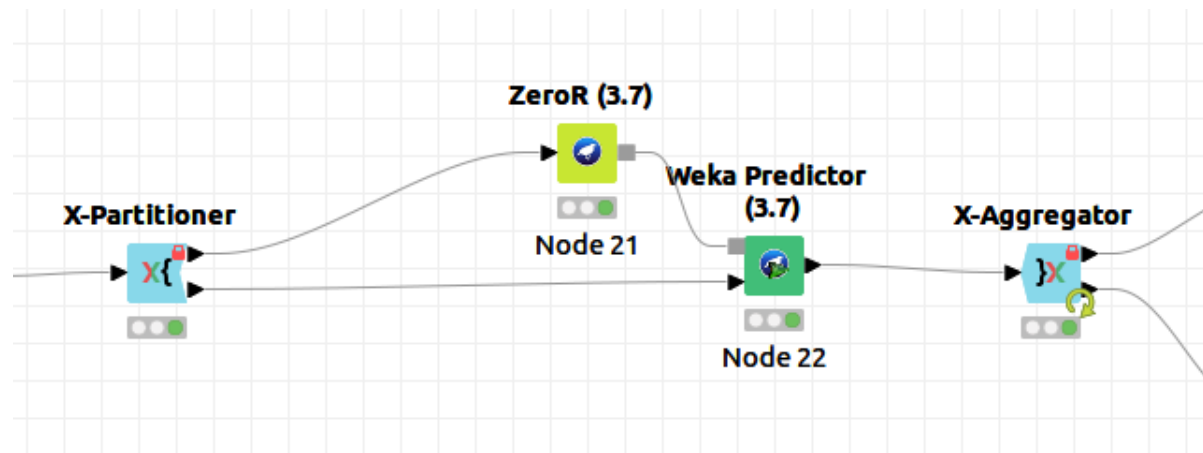 ZeroR (3.7)
Weka Predictor
(3.7)
X-Partitioner
X-Aggregator
X{
}X
Node 21
Node 22